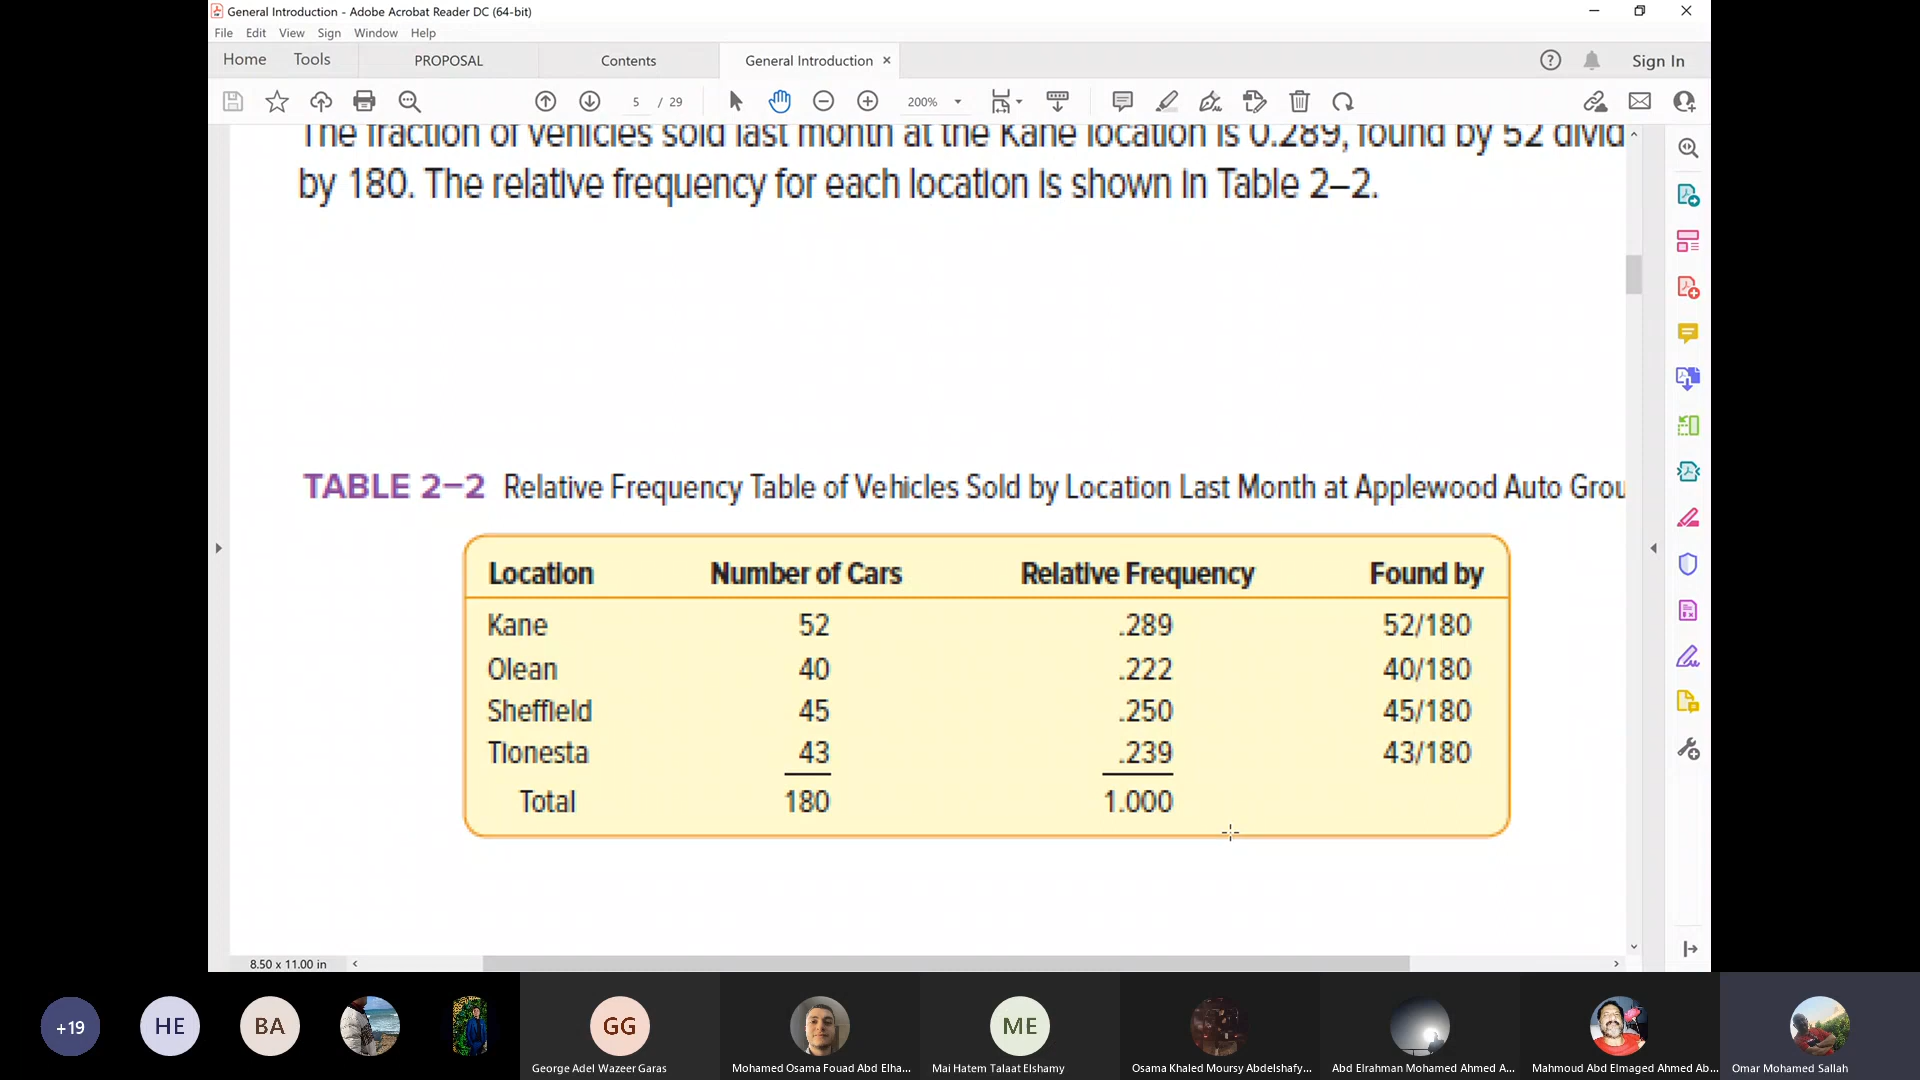 General Introduction - Adobe Acrobat Reader DC (64-bit)
File Edit View Sign Window Help
Home Tools PROPOSAL Contents General Introduction × Sign In
5 / 29 200%
The fraction of vehicles sold last month at the Kane location is 0.289, found by 52 divid
by 180. The relative frequency for each location is shown in Table 2–2.
TABLE 2–2 Relative Frequency Table of Vehicles Sold by Location Last Month at Applewood Auto Grou
Location Number of Cars Relative Frequency Found by
Kane 52 .289 52/180
Olean 40 .222 40/180
Sheffield 45 .250 45/180
Tionesta 43 .239 43/180
Total 180 1.000
8.50 x 11.00 in
+19 HE BA GG ME
George Adel Wazeer Garas Mohamed Osama Fouad Abd Elha... Mai Hatem Talaat Elshamy Osama Khaled Moursy Abdelshafy... Abd Elrahman Mohamed Ahmed A... Mahmoud Abd Elmaged Ahmed Ab... Omar Mohamed Sallah